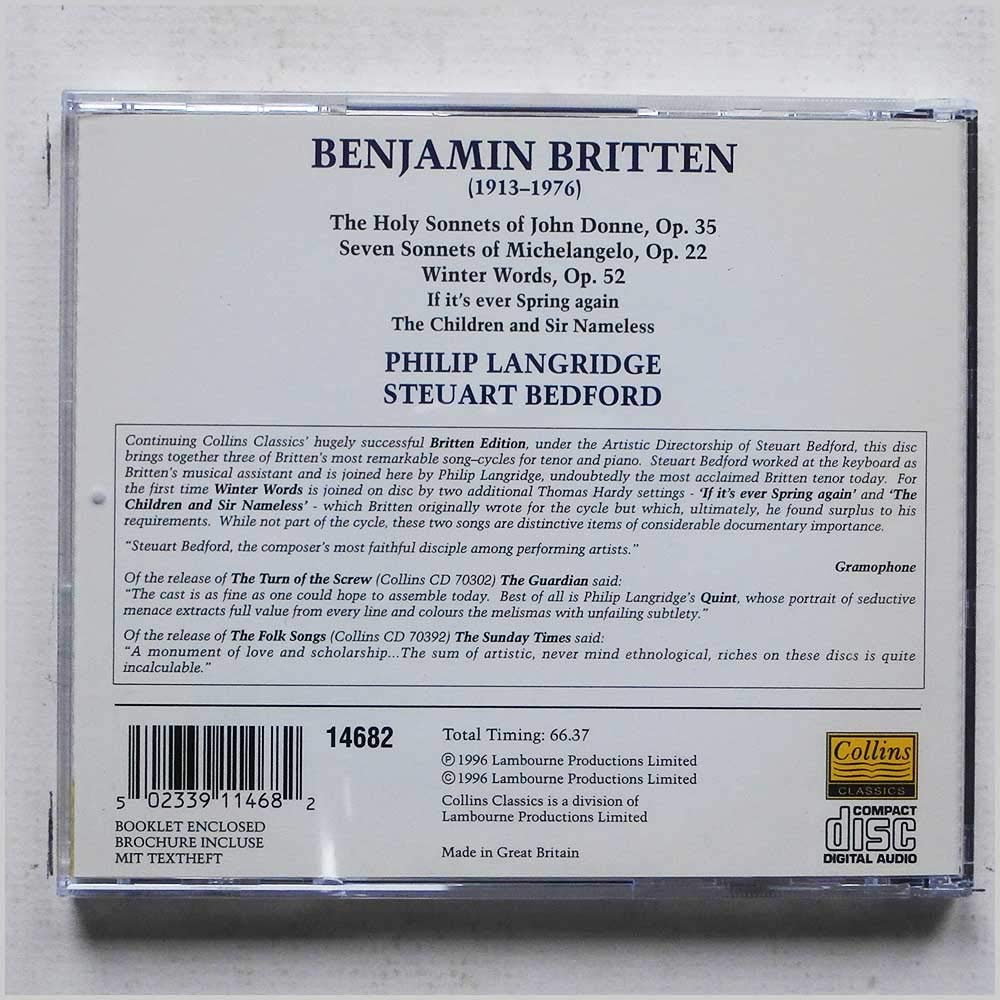 BENJAMIN BRITTEN
(1913–1976)
The Holy Sonnets of John Donne, Op. 35
Seven Sonnets of Michelangelo, Op. 22
Winter Words, Op. 52
If it's ever Spring again
The Children and Sir Nameless
PHILIP LANGRIDGE
STEUART BEDFORD
Continuing Collins Classics' hugely successful Britten Edition, under the Artistic Directorship of Steuart Bedford, this disc
brings together three of Britten's most remarkable song–cycles for tenor and piano. Steuart Bedford worked at the keyboard as
Britten's musical assistant and is joined here by Philip Langridge, undoubtedly the most acclaimed Britten tenor today. For
the first time Winter Words is joined on disc by two additional Thomas Hardy settings - 'If it's ever Spring again' and 'The
Children and Sir Nameless' - which Britten originally wrote for the cycle but which, ultimately, he found surplus to his
requirements. While not part of the cycle, these two songs are distinctive items of considerable documentary importance.
"Steuart Bedford, the composer's most faithful disciple among performing artists."
Gramophone
Of the release of The Turn of the Screw (Collins CD 70302) The Guardian said:
"The cast is as fine as one could hope to assemble today. Best of all is Philip Langridge's Quint, whose portrait of seductive
menace extracts full value from every line and colours the melismas with unfailing subtlety."
Of the release of The Folk Songs (Collins CD 70392) The Sunday Times said:
"A monument of love and scholarship...The sum of artistic, never mind ethnological, riches on these discs is quite
incalculable."
5 02339 11468 2
BOOKLET ENCLOSED
BROCHURE INCLUSE
MIT TEXTHEFT
14682
Total Timing: 66.37
℗ 1996 Lambourne Productions Limited
© 1996 Lambourne Productions Limited
Collins Classics is a division of
Lambourne Productions Limited
Made in Great Britain
Collins
CLASSICS
COMPACT
disc
DIGITAL AUDIO